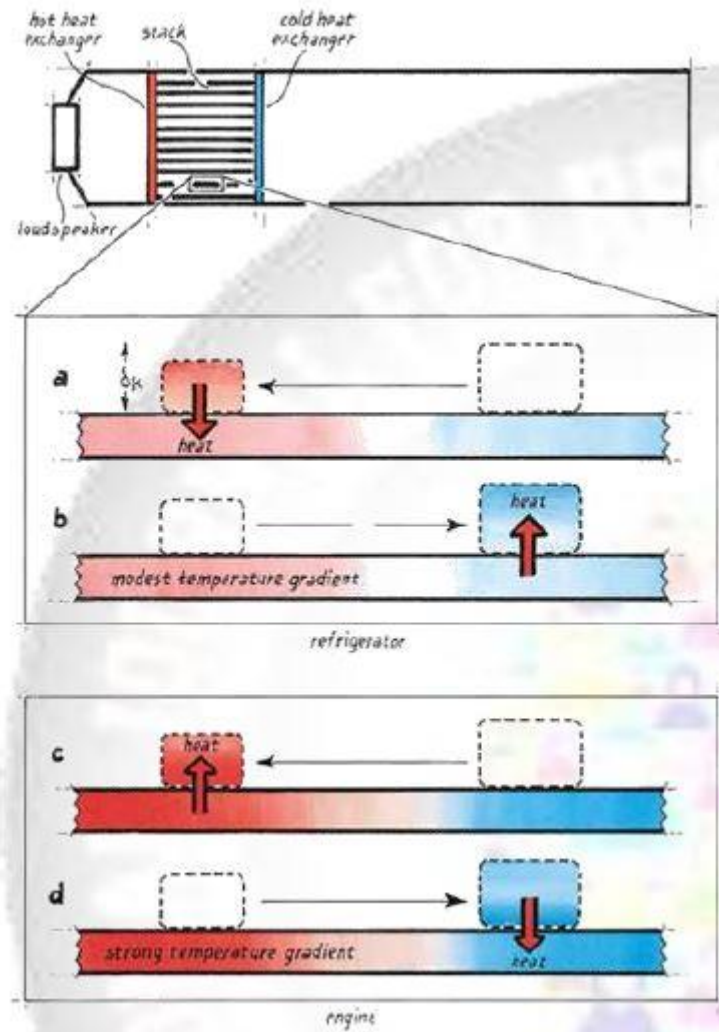 hot heat
exchanger
stack
cold heat
exchanger
loudspeaker
a
δκ
heat
b
heat
modest temperature gradient
refrigerator
c
heat
d
strong temperature gradient
heat
engine